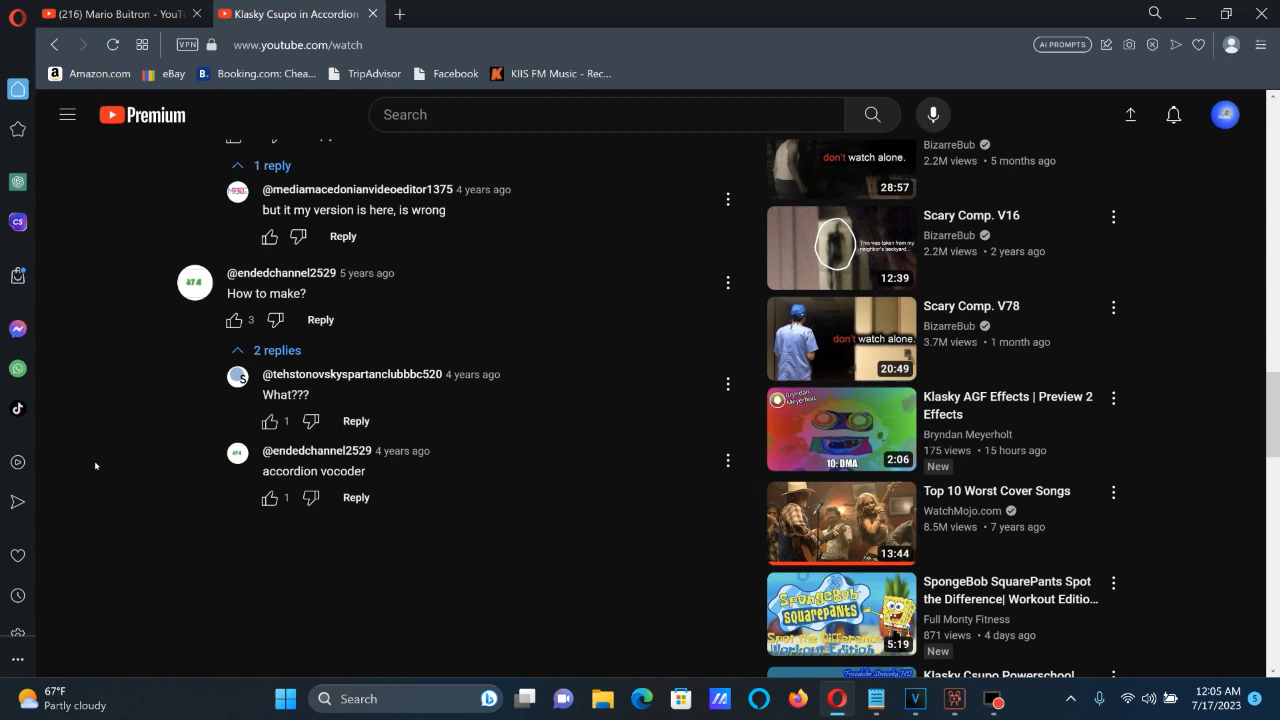 (216) Mario Buitron - YouTu
Klasky Csupo in Accordion
VPN
www.youtube.com/watch
AI PROMPTS
Amazon.com
eBay
Booking.com: Chea...
TripAdvisor
Facebook
KIIS FM Music - Rec...
Premium
Search
1 reply
@mediamacedonianvideoeditor1375 4 years ago
but it my version is here, is wrong
Reply
@endedchannel2529 5 years ago
How to make?
3 Reply
2 replies
@tehstonovskyspartanclubbbc520 4 years ago
What???
1 Reply
@endedchannel2529 4 years ago
accordion vocoder
1 Reply
don't watch alone.
28:57
BizarreBub
2.2M views • 5 months ago
This was taken from my
neighbor's backyard...
12:39
Scary Comp. V16
BizarreBub
2.2M views • 2 years ago
don't watch alone.
20:49
Scary Comp. V78
BizarreBub
3.7M views • 1 month ago
Bryndan
Meyerholt
10: DMA
2:06
Klasky AGF Effects | Preview 2
Effects
Bryndan Meyerholt
175 views • 15 hours ago
New
13:44
Top 10 Worst Cover Songs
WatchMojo.com
8.5M views • 7 years ago
SpongeBob
SQUAREPANTS
Spot the Difference
Workout Edition
5:19
SpongeBob SquarePants Spot
the Difference| Workout Editio...
Full Monty Fitness
871 views • 4 days ago
New
Klasky Csupo Powerschool
67°F
Partly cloudy
Search
12:05 AM
7/17/2023
5